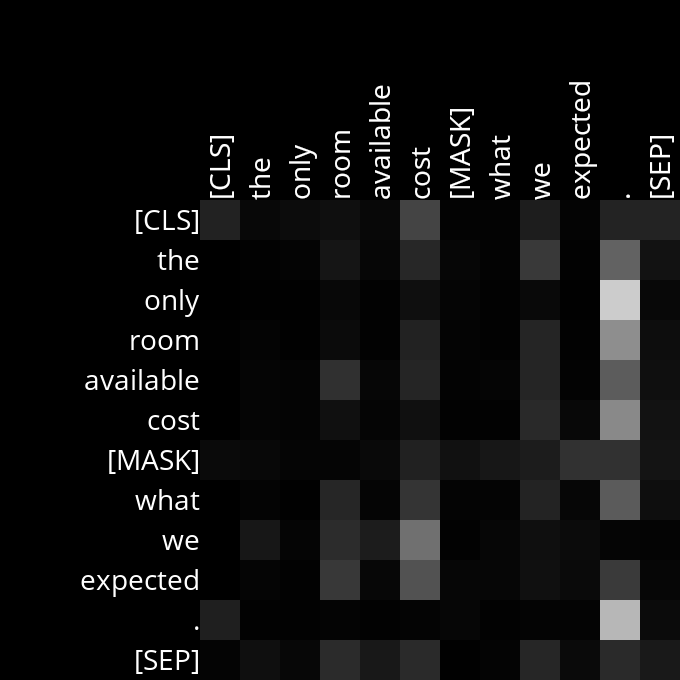 [CLS] the only room available cost [MASK] what we expected . [SEP]
[CLS]
the
only
room
available
cost
[MASK]
what
we
expected
.
[SEP]